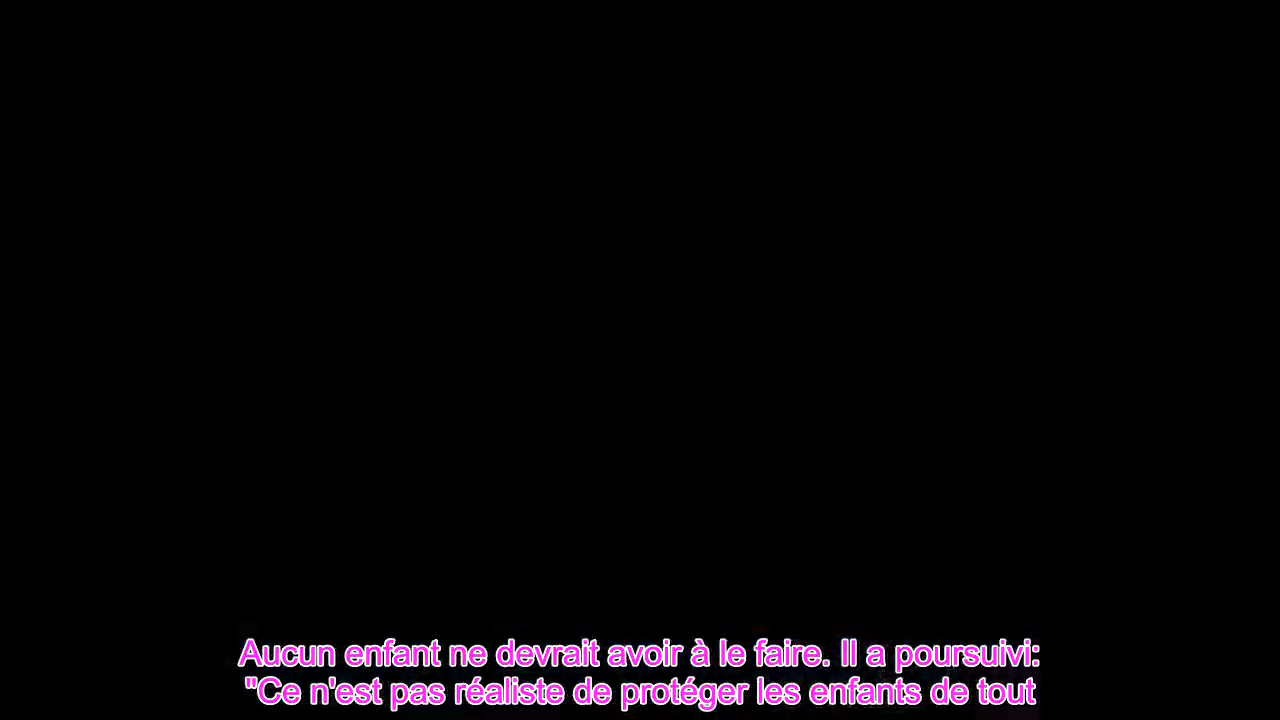 Aucun enfant ne devrait avoir à le faire. Il a poursuivi:
"Ce n'est pas réaliste de protéger les enfants de tout